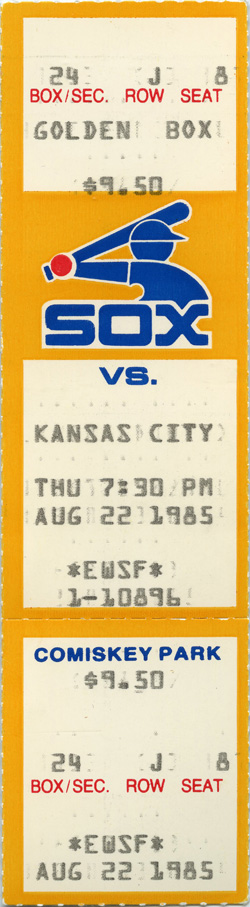 24 J 8
BOX/SEC. ROW SEAT
GOLDEN BOX
$9.50
SOX
VS.
KANSAS CITY
THU 7:30 PM
AUG 22 1985
*EWSF*
1-10896
COMISKEY PARK
$9.50
24 J 8
BOX/SEC. ROW SEAT
*EWSF*
AUG 22 1985